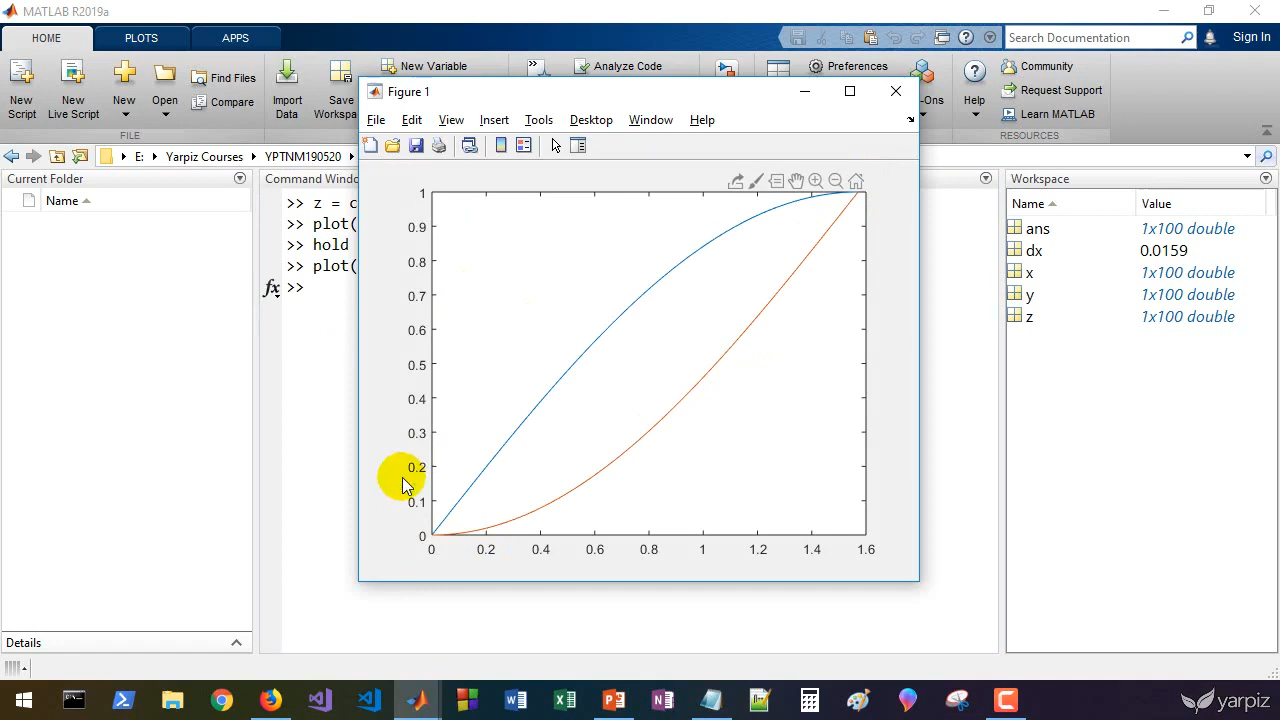 MATLAB R2019a
HOME PLOTS APPS
Search Documentation
Sign In
New Script
New Live Script
New
Open
Find Files
Compare
Import Data
Save
New Variable
Analyze Code
Preferences
Help
Community
Request Support
Learn MATLAB
FILE
RESOURCES
E: Yarpiz Courses YPTNM190520
Current Folder
Name
Details
>> z = c
>> plot(
>> hold
>> plot(
fx >>
Figure 1
File Edit View Insert Tools Desktop Window Help
1
0.9
0.8
0.7
0.6
0.5
0.4
0.3
0.2
0.1
0
0 0.2 0.4 0.6 0.8 1 1.2 1.4 1.6
Workspace
Name Value
ans 1x100 double
dx 0.0159
x 1x100 double
y 1x100 double
z 1x100 double
yarpiz